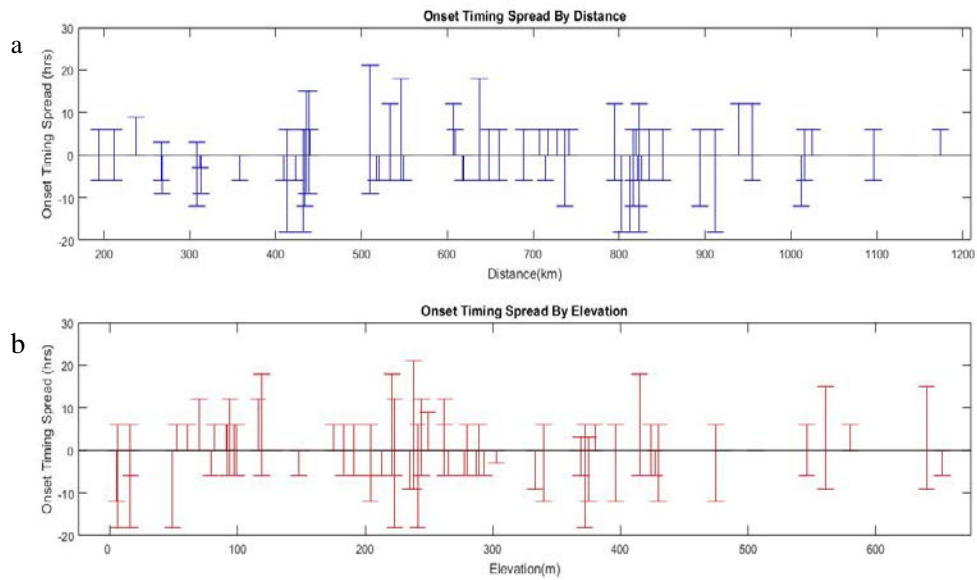 a
Onset Timing Spread By Distance
Onset Timing Spread (hrs)
30
20
10
0
-10
-20
200 300 400 500 600 700 800 900 1000 1100 1200
Distance(km)
b
Onset Timing Spread By Elevation
Onset Timing Spread (hrs)
30
20
10
0
-10
-20
0 100 200 300 400 500 600
Elevation(m)